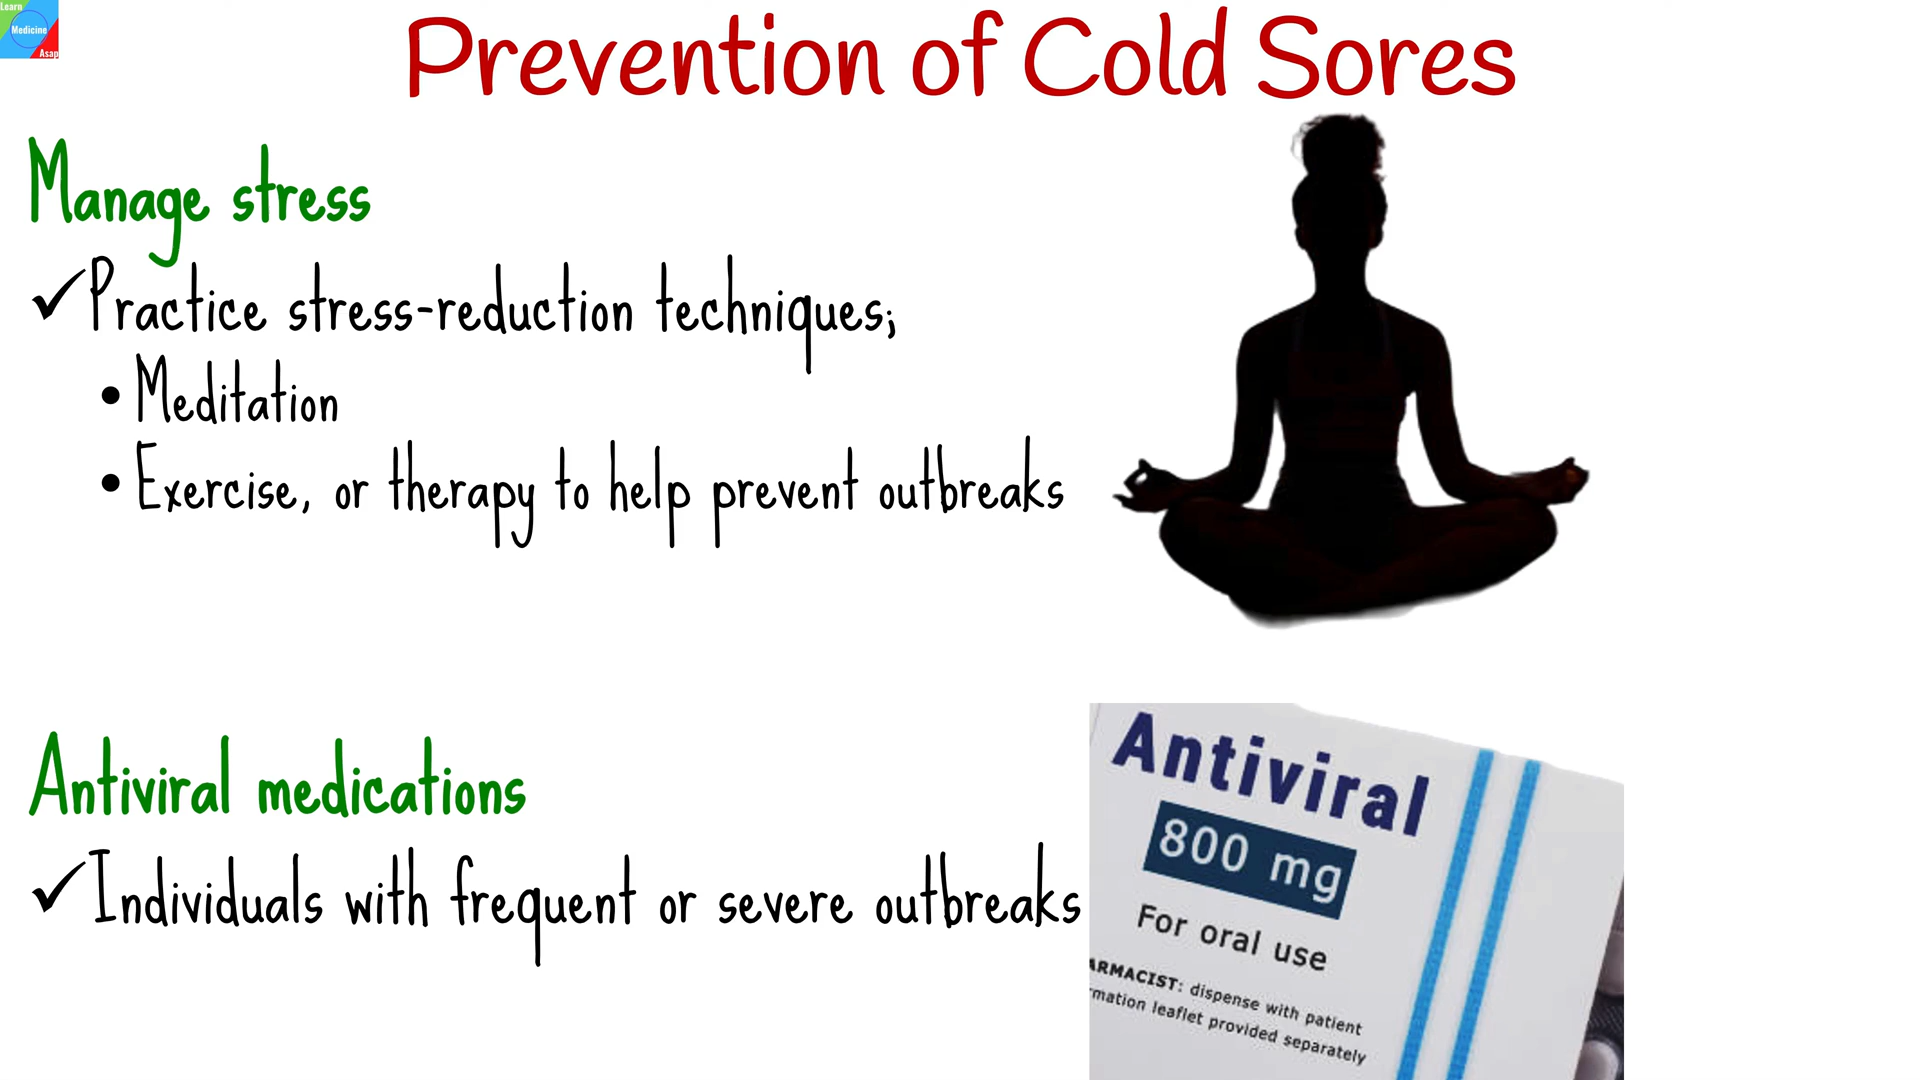 Learn
Medicine
Asap
Prevention of Cold Sores
Manage stress
✓Practice stress-reduction techniques;
• Meditation
• Exercise, or therapy to help prevent outbreaks
Antiviral medications
✓Individuals with frequent or severe outbreaks
Antiviral
800 mg
For oral use
ARMACIST: dispense with patient
rmation leaflet provided separately